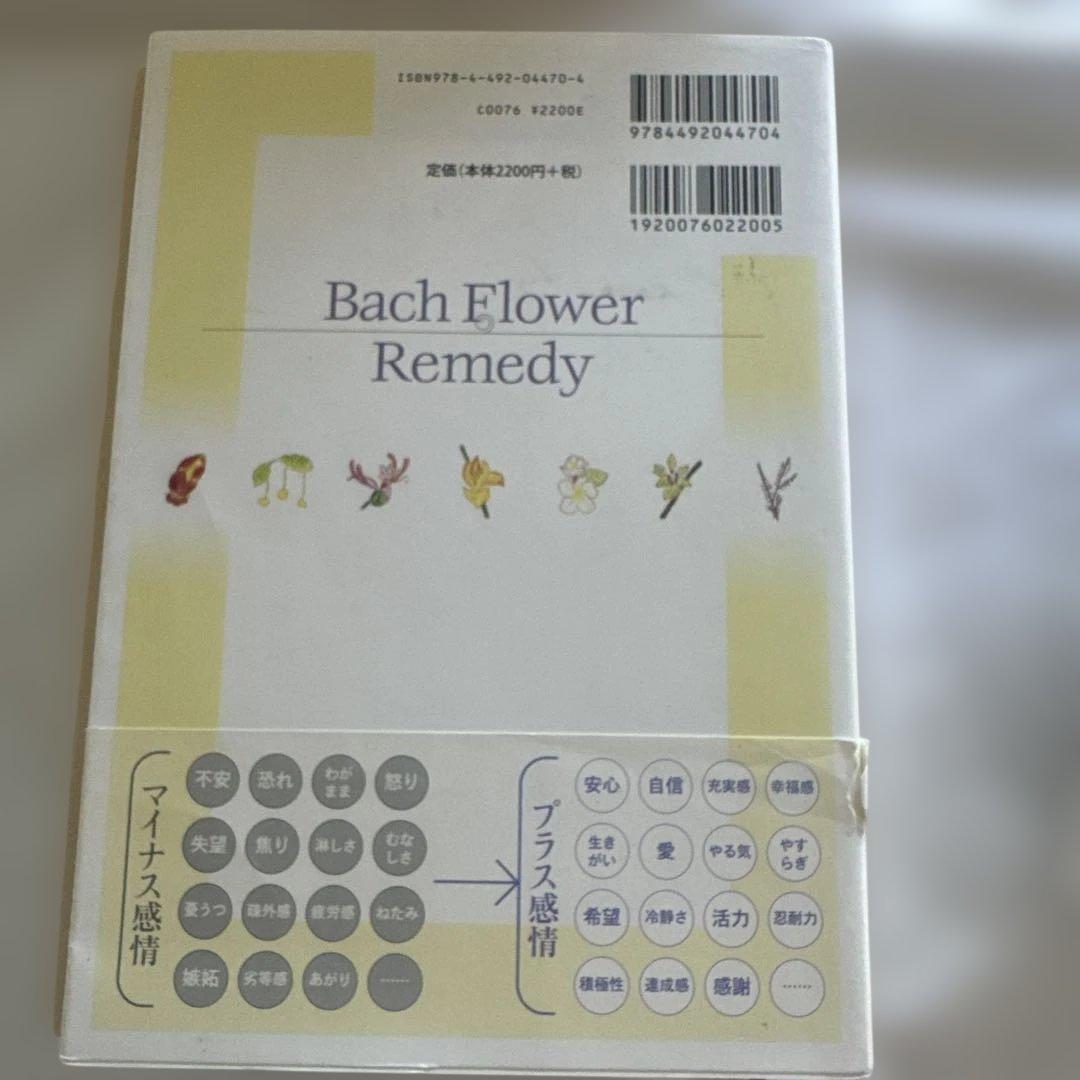 ISBN978-4-492-04470-4
C0076 ¥2200E
定価(本体2200円+税)
9784492044704
1920076022005
Bach Flower
Remedy
マイナス感情
不安 恐れ わがまま 怒り
失望 焦り 淋しさ むなしさ
憂うつ 疎外感 疲労感 ねたみ
嫉妬 劣等感 あがり ……
プラス感情
安心 自信 充実感 幸福感
生きがい 愛 やる気 やすらぎ
希望 冷静さ 活力 忍耐力
積極性 達成感 感謝 ……